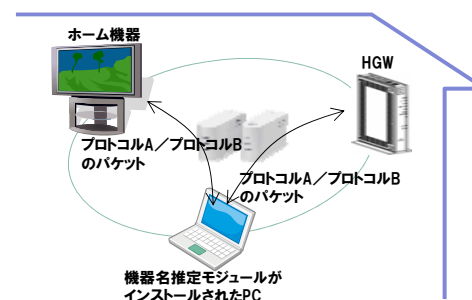 ホーム機器
HGW
プロトコルA／プロトコルB
のパケット
プロトコルA／プロトコルB
のパケット
機器名推定モジュールが
インストールされたPC